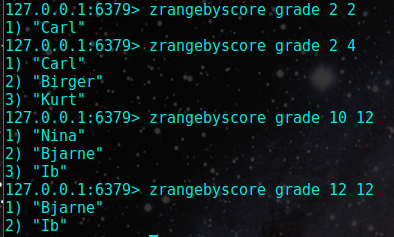 127.0.0.1:6379> zrangebyscore grade 2 2
1) "Carl"
127.0.0.1:6379> zrangebyscore grade 2 4
1) "Carl"
2) "Birger"
3) "Kurt"
127.0.0.1:6379> zrangebyscore grade 10 12
1) "Nina"
2) "Bjarne"
3) "Ib"
127.0.0.1:6379> zrangebyscore grade 12 12
1) "Bjarne"
2) "Ib"